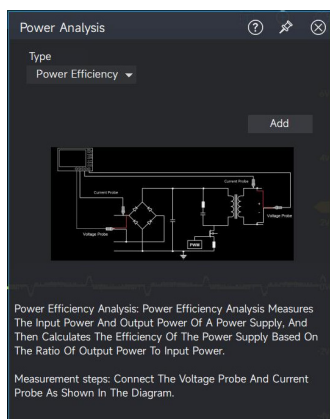 Power Analysis
Type
Power Efficiency
Add
Current Probe
Current Probe
Voltage Probe
Voltage Probe
PWM
Power Efficiency Analysis: Power Efficiency Analysis Measures
The Input Power And Output Power Of A Power Supply, And
Then Calculates The Efficiency Of The Power Supply Based On
The Ratio Of Output Power To Input Power.
Measurement steps: Connect The Voltage Probe And Current
Probe As Shown In The Diagram.